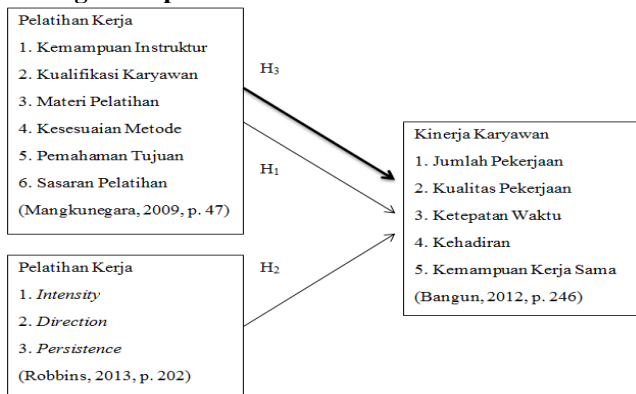 Pelatihan Kerja
1. Kemampuan Instruktur
2. Kualifikasi Karyawan
3. Materi Pelatihan
4. Kesesuaian Metode
5. Pemahaman Tujuan
6. Sasaran Pelatihan
(Mangkunegara, 2009, p. 47)
H₃
H₁
Pelatihan Kerja
1. Intensity
2. Direction
3. Persistence
(Robbins, 2013, p. 202)
H₂
Kinerja Karyawan
1. Jumlah Pekerjaan
2. Kualitas Pekerjaan
3. Ketepatan Waktu
4. Kehadiran
5. Kemampuan Kerja Sama
(Bangun, 2012, p. 246)